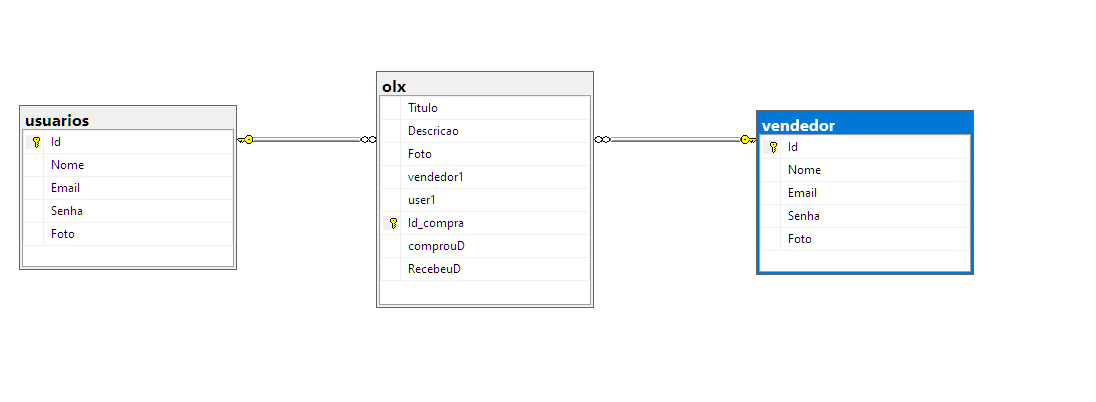 usuarios
Id
Nome
Email
Senha
Foto
olx
Titulo
Descricao
Foto
vendedor1
user1
Id_compra
comprouD
RecebeuD
vendedor
Id
Nome
Email
Senha
Foto